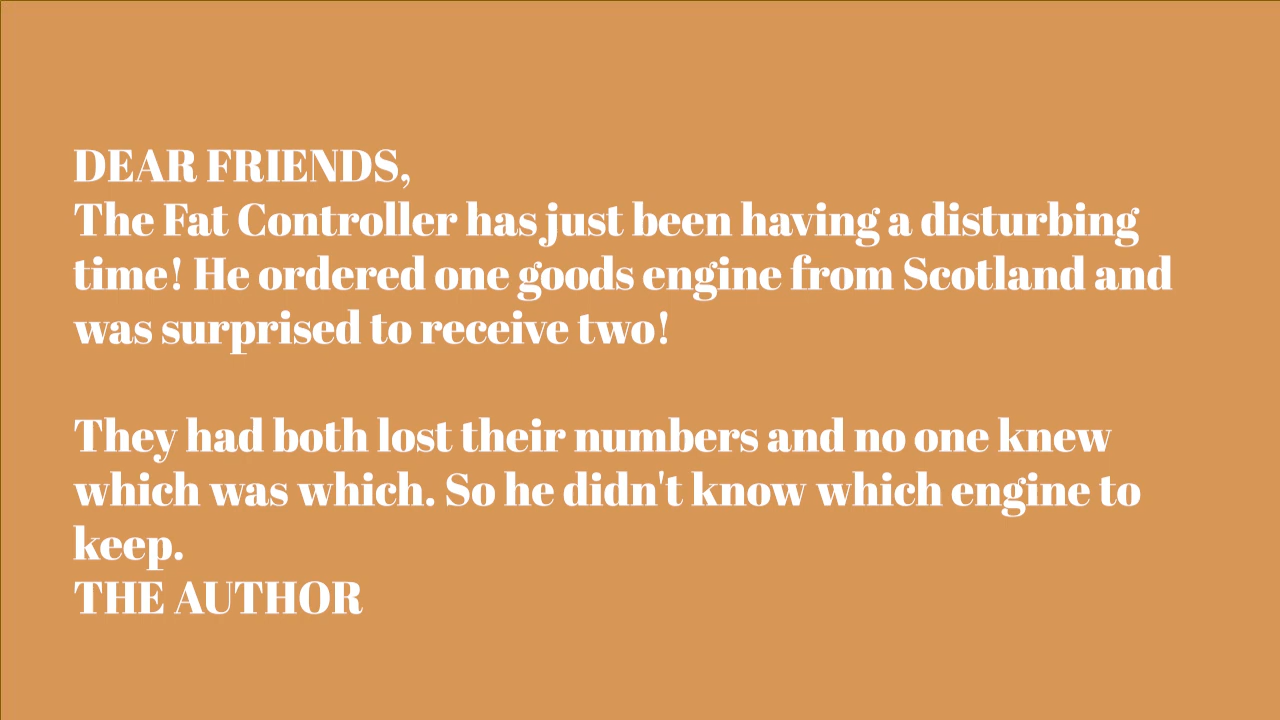 DEAR FRIENDS,
The Fat Controller has just been having a disturbing
time! He ordered one goods engine from Scotland and
was surprised to receive two!
They had both lost their numbers and no one knew
which was which. So he didn't know which engine to
keep.
THE AUTHOR